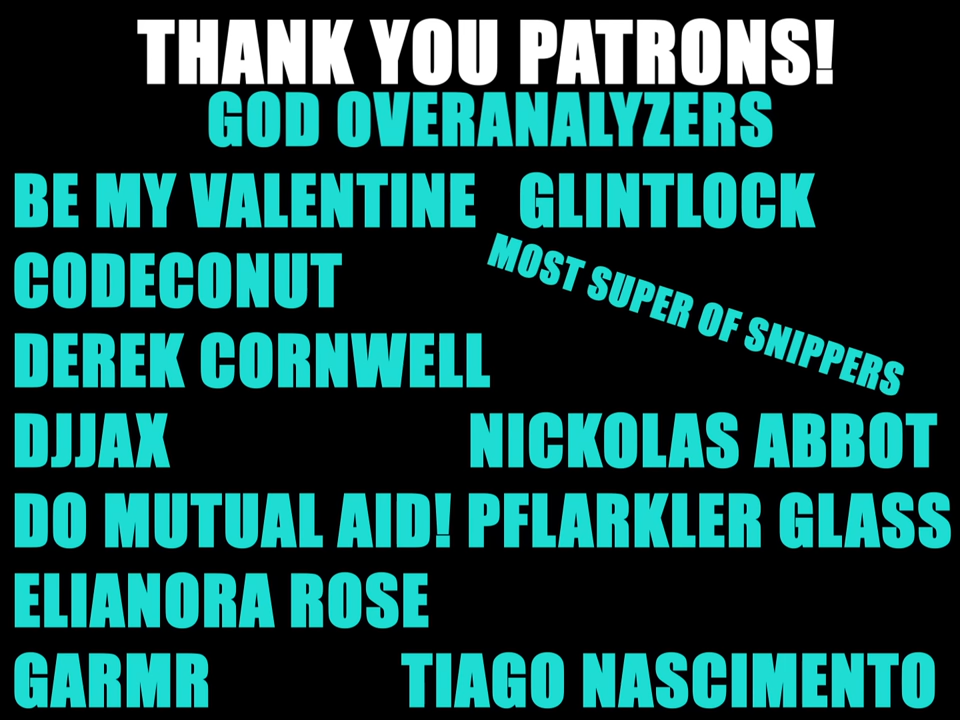 THANK YOU PATRONS!
GOD OVERANALYZERS
BE MY VALENTINE GLINTLOCK
MOST SUPER OF SNIPPERS
CODECONUT
DEREK CORNWELL
DJJAX NICKOLAS ABBOT
DO MUTUAL AID! PFLARKLER GLASS
ELIANORA ROSE
GARMR TIAGO NASCIMENTO